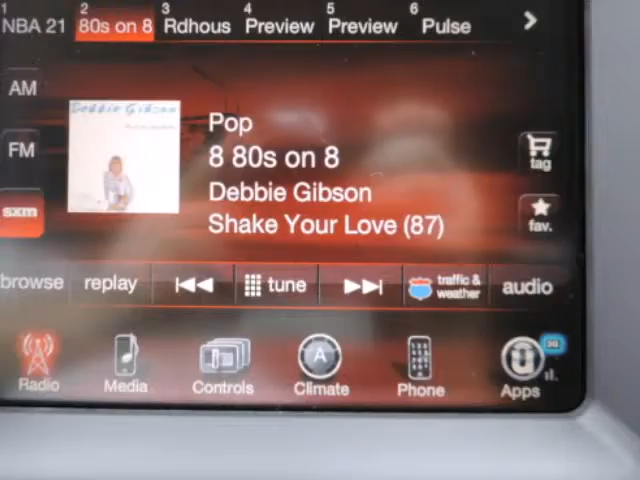 1 2 3 4 5 6
NBA 21 80s on 8 Rdhous Preview Preview Pulse
AM
Debbie Gibson
Pop
FM
8 80s on 8
tag
Debbie Gibson
sxm
Shake Your Love (87)
fav.
browse replay tune traffic & weather audio
A
3G
Radio Media Controls Climate Phone Apps